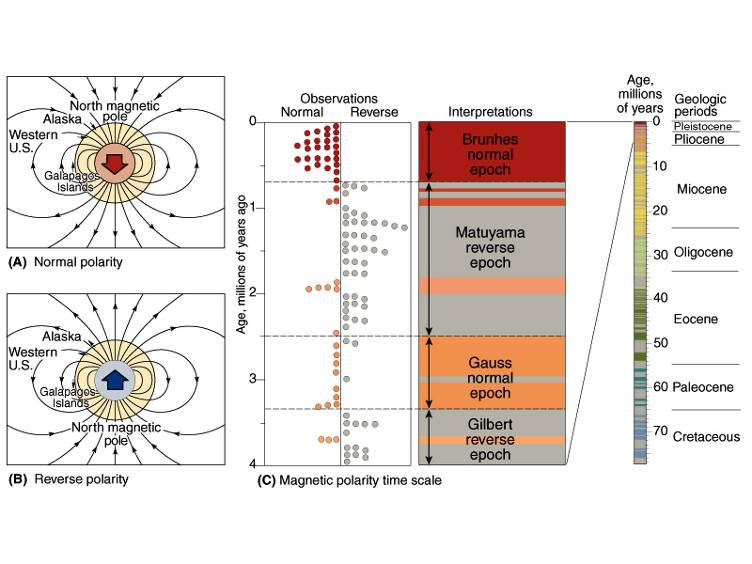 North magnetic
pole
Alaska
Western
U.S.
Galapagos
Islands
(A) Normal polarity
Alaska
Western
U.S.
Galapagos
Islands
North magnetic
pole
(B) Reverse polarity
Observations
Normal Reverse
Interpretations
Age, millions of years ago
0
1
2
3
4
Brunhes
normal
epoch
Matuyama
reverse
epoch
Gauss
normal
epoch
Gilbert
reverse
epoch
(C) Magnetic polarity time scale
Age,
millions
of years
0
10
20
30
40
50
60
70
Geologic
periods
Pleistocene
Pliocene
Miocene
Oligocene
Eocene
Paleocene
Cretaceous